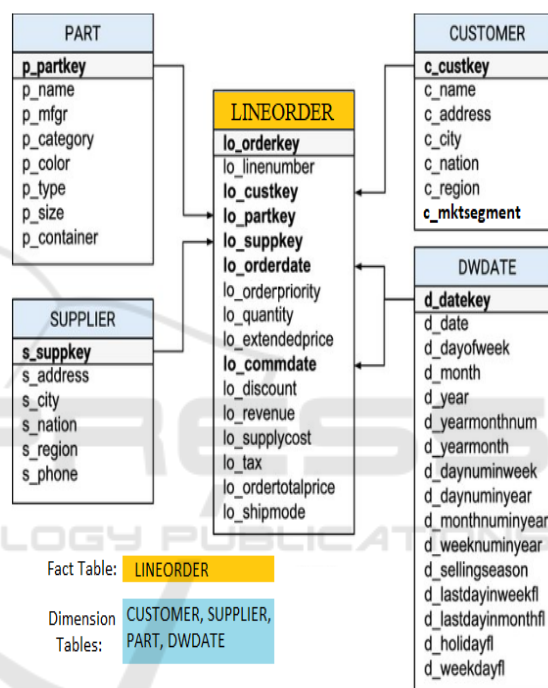 PART
p_partkey
p_name
p_mfgr
p_category
p_color
p_type
p_size
p_container
SUPPLIER
s_suppkey
s_address
s_city
s_nation
s_region
s_phone
LINEORDER
lo_orderkey
lo_linenumber
lo_custkey
lo_partkey
lo_suppkey
lo_orderdate
lo_orderpriority
lo_quantity
lo_extendedprice
lo_commdate
lo_discount
lo_revenue
lo_supplycost
lo_tax
lo_ordertotalprice
lo_shipmode
CUSTOMER
c_custkey
c_name
c_address
c_city
c_nation
c_region
c_mktsegment
DWDATE
d_datekey
d_date
d_dayofweek
d_month
d_year
d_yearmonthnum
d_yearmonth
d_daynuminweek
d_daynuminyear
d_monthnuminyear
d_weeknuminyear
d_sellingseason
d_lastdayinweekfl
d_lastdayinmonthfl
d_holidayfl
d_weekdayfl
Fact Table: LINEORDER
Dimension Tables: CUSTOMER, SUPPLIER,
PART, DWDATE